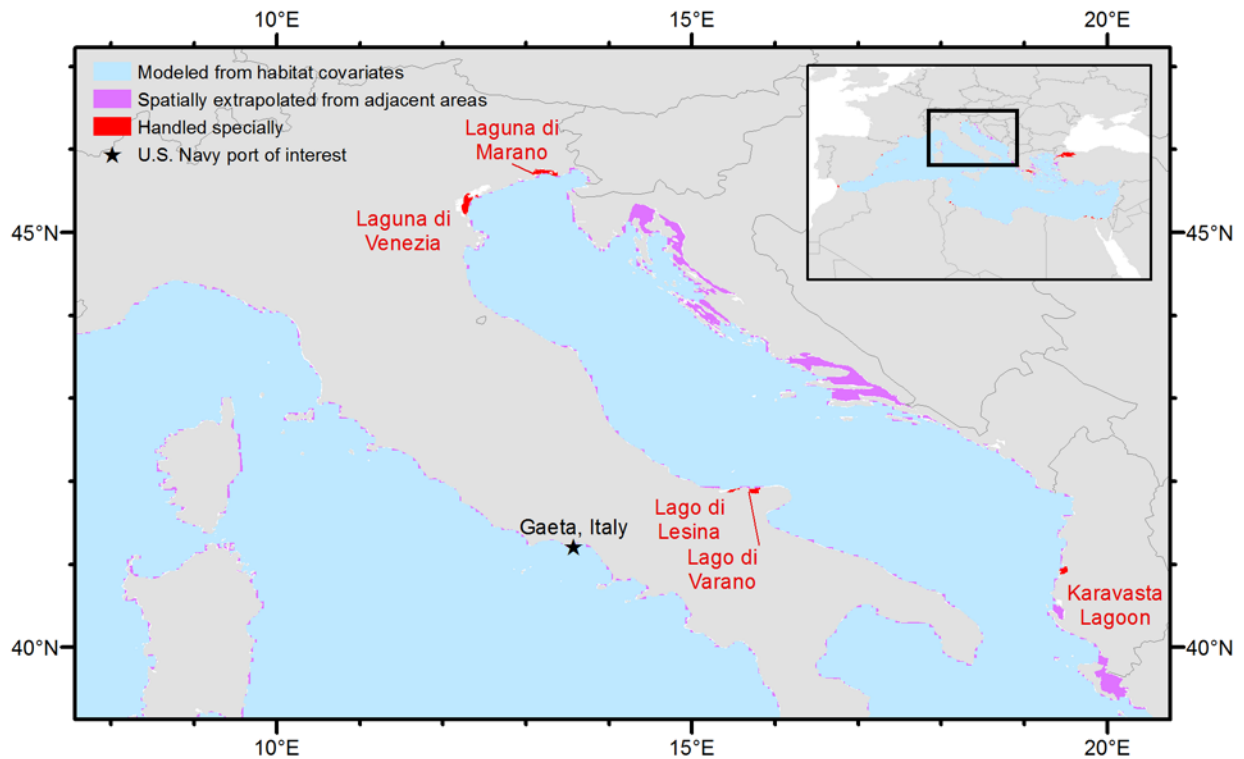 10°E
15°E
20°E
Modeled from habitat covariates
Spatially extrapolated from adjacent areas
Handled specially
U.S. Navy port of interest
Laguna di
Marano
Laguna di
Venezia
45°N
45°N
Gaeta, Italy
Lago di
Lesina
Lago di
Varano
Karavasta
Lagoon
40°N
40°N
10°E
15°E
20°E